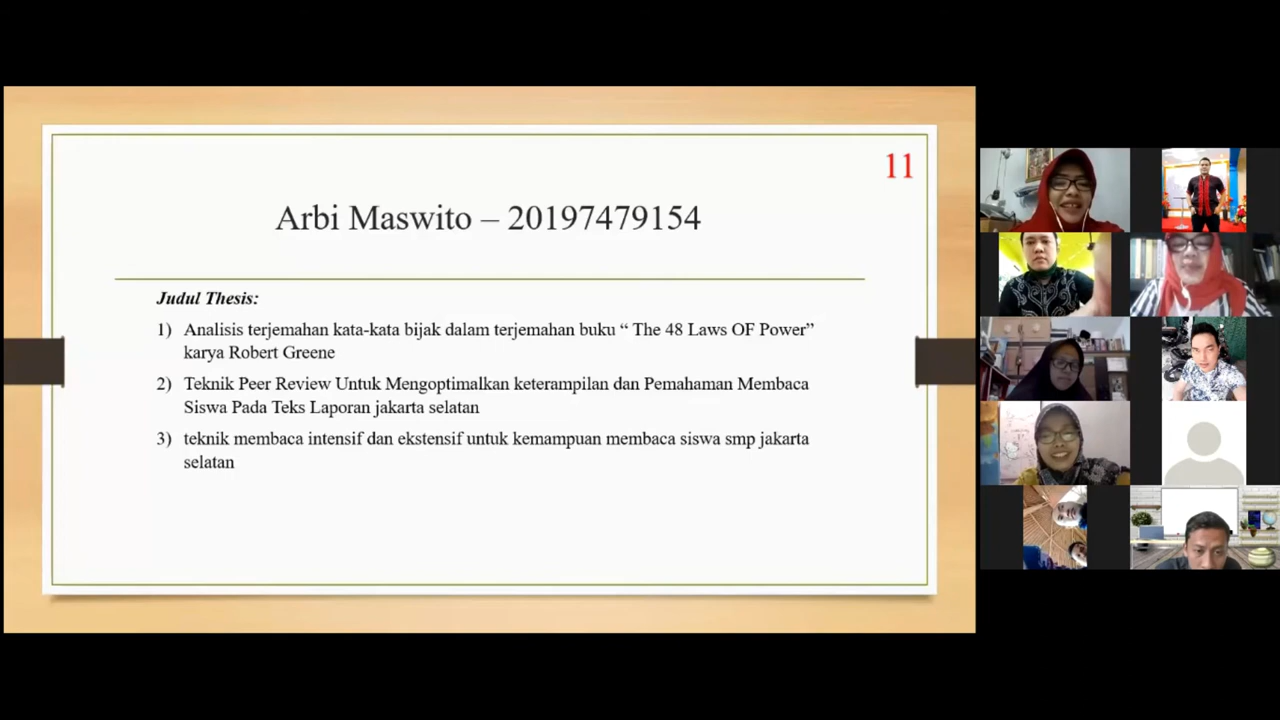 11
Arbi Maswito – 20197479154
Judul Thesis:
1) Analisis terjemahan kata-kata bijak dalam terjemahan buku “ The 48 Laws OF Power”
karya Robert Greene
2) Teknik Peer Review Untuk Mengoptimalkan keterampilan dan Pemahaman Membaca
Siswa Pada Teks Laporan jakarta selatan
3) teknik membaca intensif dan ekstensif untuk kemampuan membaca siswa smp jakarta
selatan